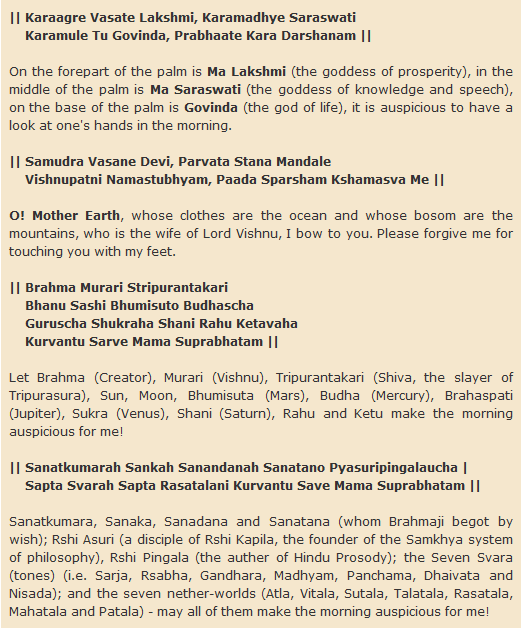 || Karaagre Vasate Lakshmi, Karamadhye Saraswati
Karamule Tu Govinda, Prabhaate Kara Darshanam ||
On the forepart of the palm is Ma Lakshmi (the goddess of prosperity), in the
middle of the palm is Ma Saraswati (the goddess of knowledge and speech),
on the base of the palm is Govinda (the god of life), it is auspicious to have a
look at one's hands in the morning.
|| Samudra Vasane Devi, Parvata Stana Mandale
Vishnupatni Namastubhyam, Paada Sparsham Kshamasva Me ||
O! Mother Earth, whose clothes are the ocean and whose bosom are the
mountains, who is the wife of Lord Vishnu, I bow to you. Please forgive me for
touching you with my feet.
|| Brahma Murari Stripurantakari
Bhanu Sashi Bhumisuto Budhascha
Guruscha Shukraha Shani Rahu Ketavaha
Kurvantu Sarve Mama Suprabhatam ||
Let Brahma (Creator), Murari (Vishnu), Tripurantakari (Shiva, the slayer of
Tripurasura), Sun, Moon, Bhumisuta (Mars), Budha (Mercury), Brahaspati
(Jupiter), Sukra (Venus), Shani (Saturn), Rahu and Ketu make the morning
auspicious for me!
|| Sanatkumarah Sankah Sanandanah Sanatano Pyasuripingalaucha |
Sapta Svarah Sapta Rasatalani Kurvantu Save Mama Suprabhatam ||
Sanatkumara, Sanaka, Sanadana and Sanatana (whom Brahmaji begot by
wish); Rshi Asuri (a disciple of Rshi Kapila, the founder of the Samkhya system
of philosophy), Rshi Pingala (the auther of Hindu Prosody); the Seven Svara
(tones) (i.e. Sarja, Rsabha, Gandhara, Madhyam, Panchama, Dhaivata and
Nisada); and the seven nether-worlds (Atla, Vitala, Sutala, Talatala, Rasatala,
Mahatala and Patala) - may all of them make the morning auspicious for me!